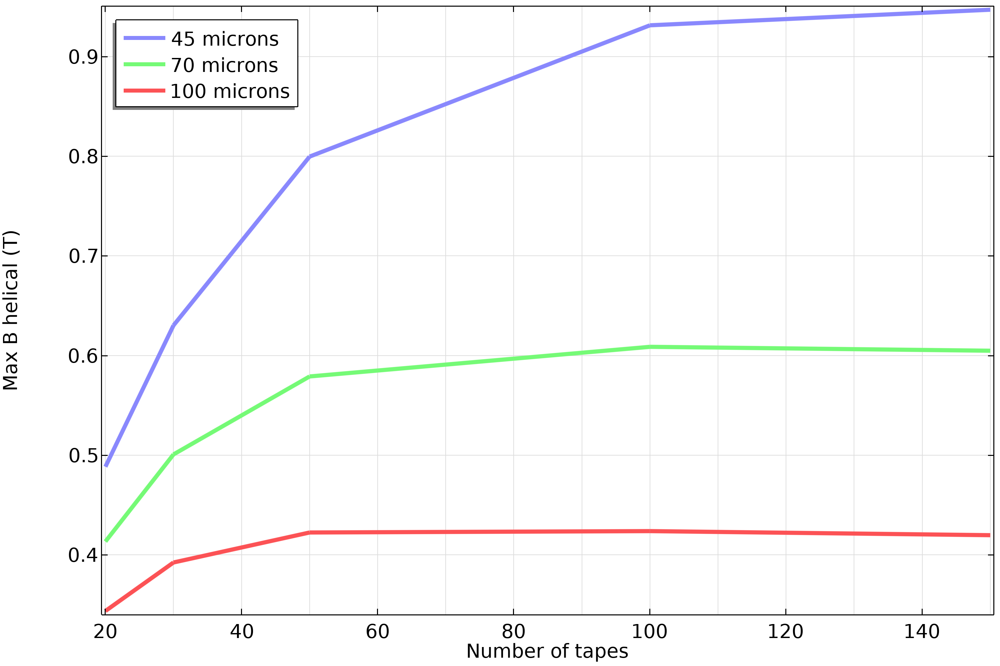 45 microns
70 microns
100 microns
0.9
0.8
0.7
0.6
0.5
0.4
Max B helical (T)
20 40 60 80 100 120 140
Number of tapes